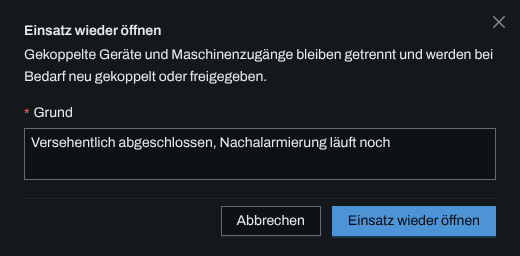 Einsatz wieder öffnen
Gekoppelte Geräte und Maschinenzugänge bleiben getrennt und werden bei
Bedarf neu gekoppelt oder freigegeben.
* Grund
Versehentlich abgeschlossen, Nachalarmierung läuft noch
Abbrechen
Einsatz wieder öffnen